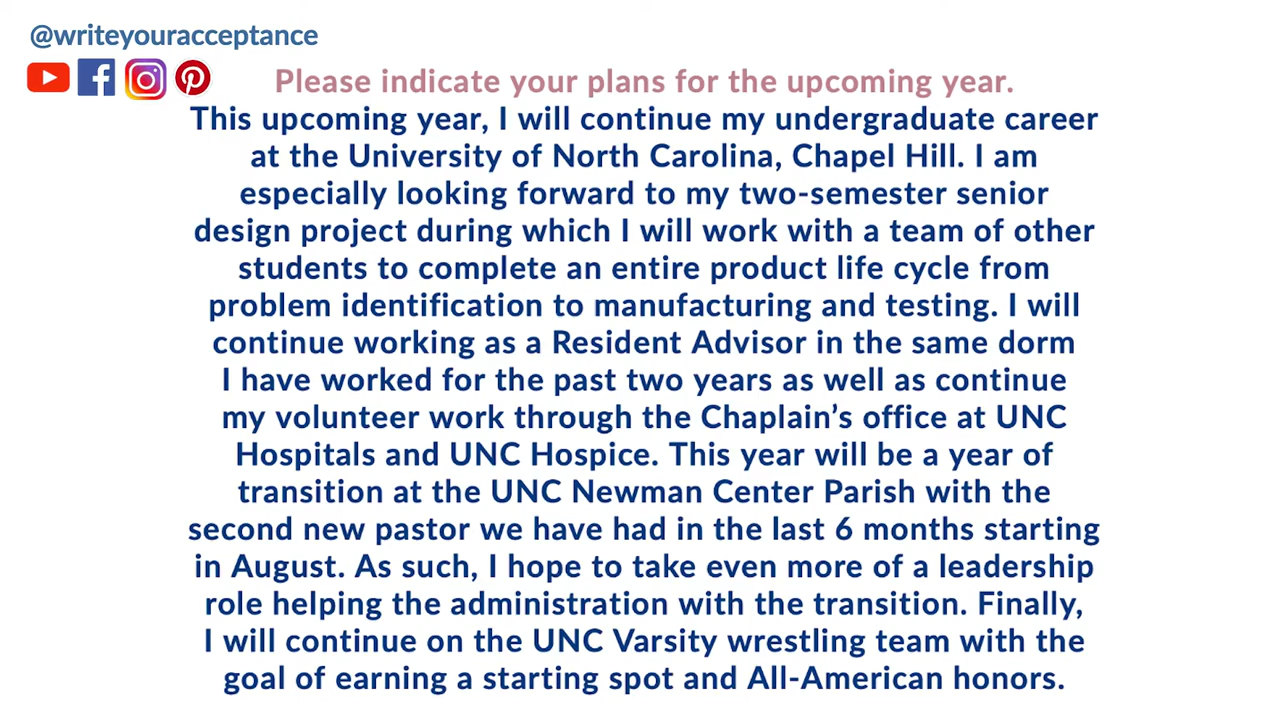 @writeyouracceptance
Please indicate your plans for the upcoming year.
This upcoming year, I will continue my undergraduate career
at the University of North Carolina, Chapel Hill. I am
especially looking forward to my two-semester senior
design project during which I will work with a team of other
students to complete an entire product life cycle from
problem identification to manufacturing and testing. I will
continue working as a Resident Advisor in the same dorm
I have worked for the past two years as well as continue
my volunteer work through the Chaplain’s office at UNC
Hospitals and UNC Hospice. This year will be a year of
transition at the UNC Newman Center Parish with the
second new pastor we have had in the last 6 months starting
in August. As such, I hope to take even more of a leadership
role helping the administration with the transition. Finally,
I will continue on the UNC Varsity wrestling team with the
goal of earning a starting spot and All-American honors.